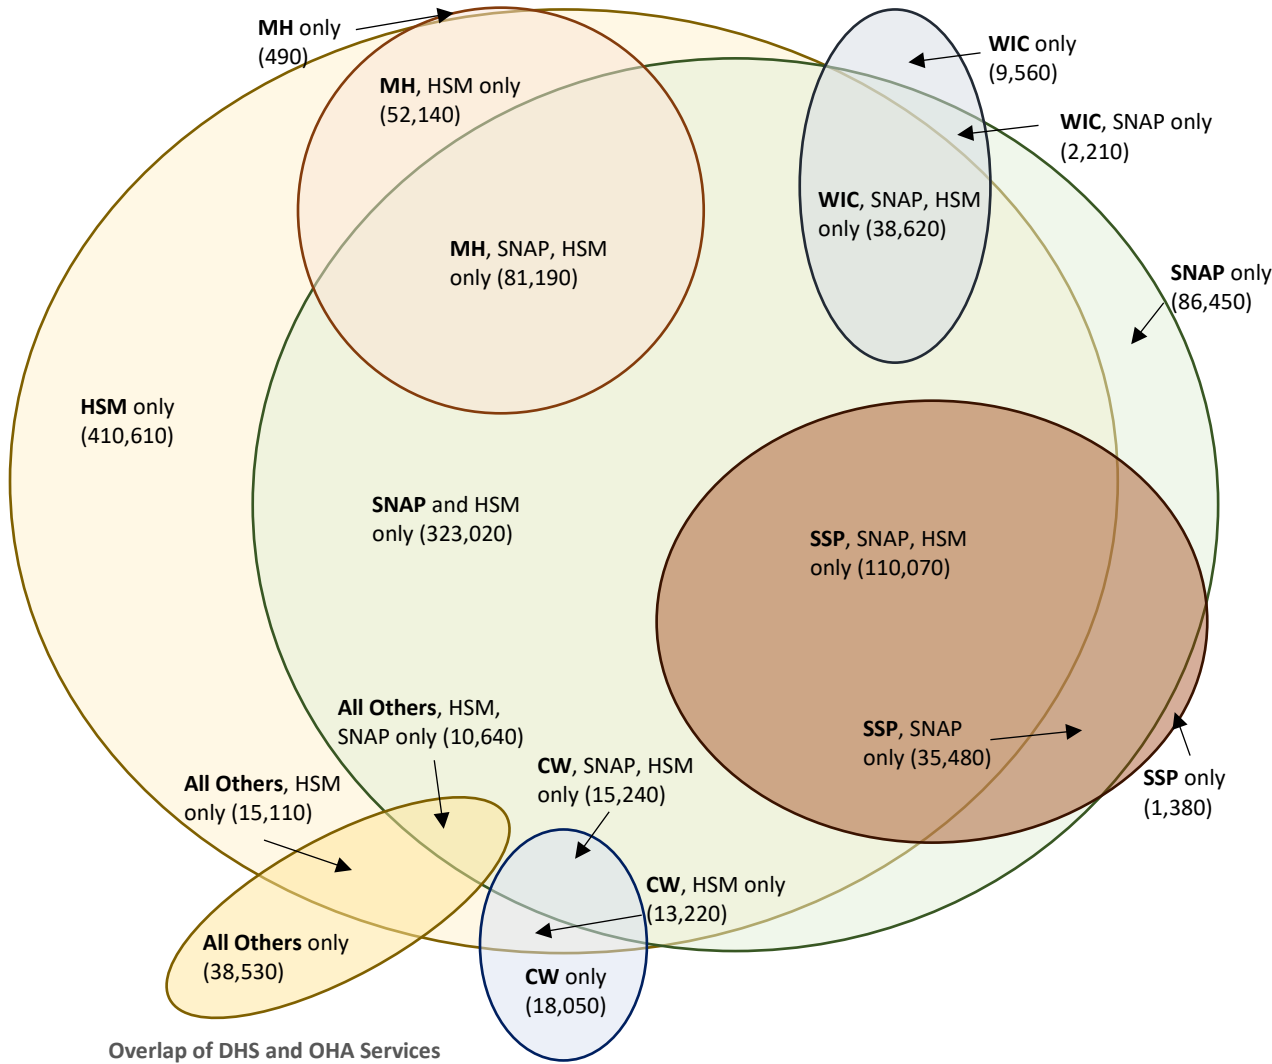 MH only
(490)
MH, HSM only
(52,140)
WIC only
(9,560)
WIC, SNAP only
(2,210)
WIC, SNAP, HSM
only (38,620)
MH, SNAP, HSM
only (81,190)
SNAP only
(86,450)
HSM only
(410,610)
SNAP and HSM
only (323,020)
SSP, SNAP, HSM
only (110,070)
All Others, HSM,
SNAP only (10,640)
SSP, SNAP
only (35,480)
CW, SNAP, HSM
only (15,240)
SSP only
(1,380)
All Others, HSM
only (15,110)
CW, HSM only
(13,220)
All Others only
(38,530)
CW only
(18,050)
Overlap of DHS and OHA Services